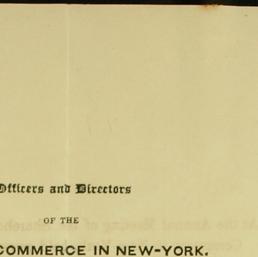 Officers and Directors
OF THE
COMMERCE IN NEW-YORK.